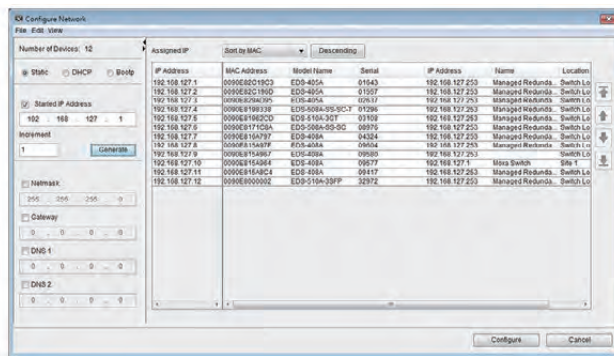 Configure Network
File Edit View
Number of Devices: 12
Static DHCP Bootp
Started IP Address
192 . 168 . 127 . 1
Increment
1 Generate
Netmask
255 . 255 . 255 . 0
Gateway
0 . 0 . 0 . 0
DNS 1
0 . 0 . 0 . 0
DNS 2
0 . 0 . 0 . 0
Assigned IP Sort by MAC Descending
IP Address MAC Address Model Name Serial IP Address Name Location
192.168.127.1 EDS-405A 01643 192.168.127.253 Managed Redunda... Switch Lo
192.168.127.2 EDS-405A 01557 192.168.127.253 Managed Redunda... Switch Lo
192.168.127.3 EDS-405A 02637 192.168.127.253 Managed Redunda... Switch Lo
192.168.127.4 01296 192.168.127.253 Managed Redunda... Switch Lo
192.168.127.5 EDS-510A-3GT 03108 192.168.127.253 Managed Redunda... Switch Lo
192.168.127.6 EDS-508A-SS-SC 08976 192.168.127.253 Managed Redunda... Switch Lo
192.168.127.7 EDS-408A 04324 192.168.127.253 Managed Redunda... Switch Lo
192.168.127.8 EDS-408A 09604 192.168.127.253 Managed Redunda... Switch Lo
192.168.127.9 EDS-408A 09580 192.168.127.253 Switch Lo
192.168.127.10 EDS-408A 09577 192.168.127.1 Moxa Switch Site 1
192.168.127.11 EDS-408A 09417 192.168.127.253 Managed Redunda... Switch Lo
192.168.127.12 EDS-510A-3SFP 32972 192.168.127.253 Managed Redunda... Switch Lo
Configure Cancel